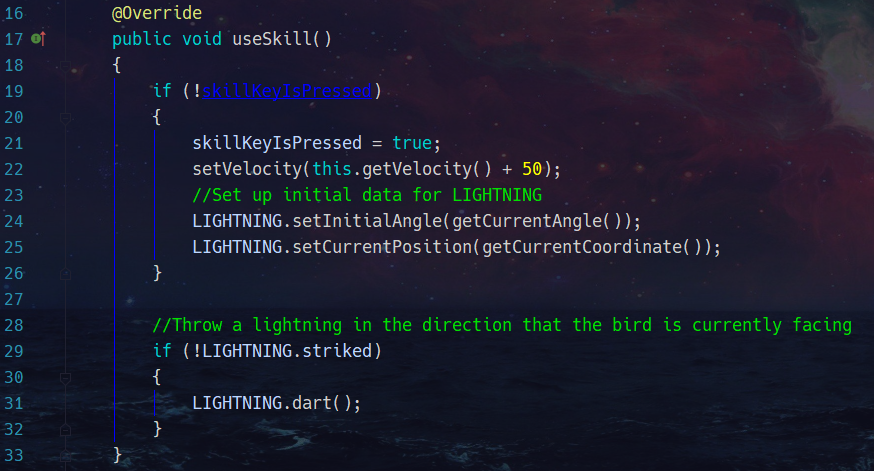 16 @Override
17 public void useSkill()
18 {
19 if (!skillKeyIsPressed)
20 {
21 skillKeyIsPressed = true;
22 setVelocity(this.getVelocity() + 50);
23 //Set up initial data for LIGHTNING
24 LIGHTNING.setInitialAngle(getCurrentAngle());
25 LIGHTNING.setCurrentPosition(getCurrentCoordinate());
26 }
27
28 //Throw a lightning in the direction that the bird is currently facing
29 if (!LIGHTNING.striked)
30 {
31 LIGHTNING.dart();
32 }
33 }